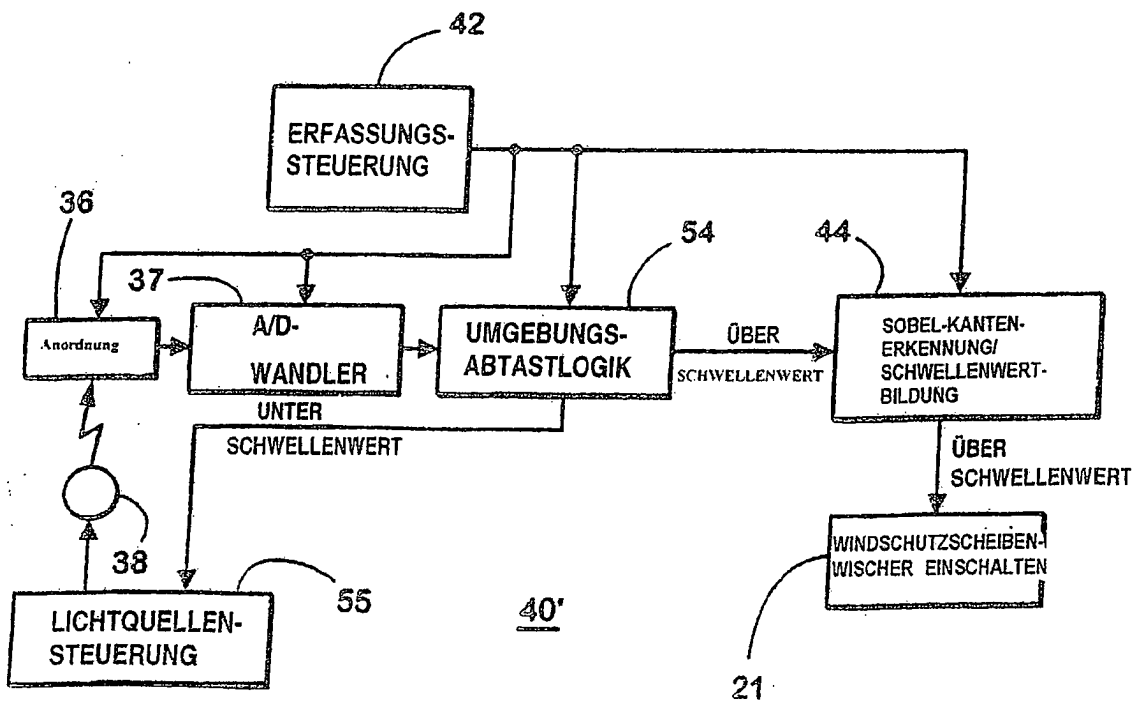 42
ERFASSUNGS-
STEUERUNG
36
37
54
44
Anordnung
A/D-
WANDLER
UMGEBUNGS-
ABTASTLOGIK
ÜBER
SCHWELLENWERT
SOBEL-KANTEN-
ERKENNUNG/
SCHWELLENWERT-
BILDUNG
UNTER
SCHWELLENWERT
ÜBER
SCHWELLENWERT
38
WINDSCHUTZSCHEIBEN-
WISCHER EINSCHALTEN
55
LICHTQUELLEN-
STEUERUNG
40'
21